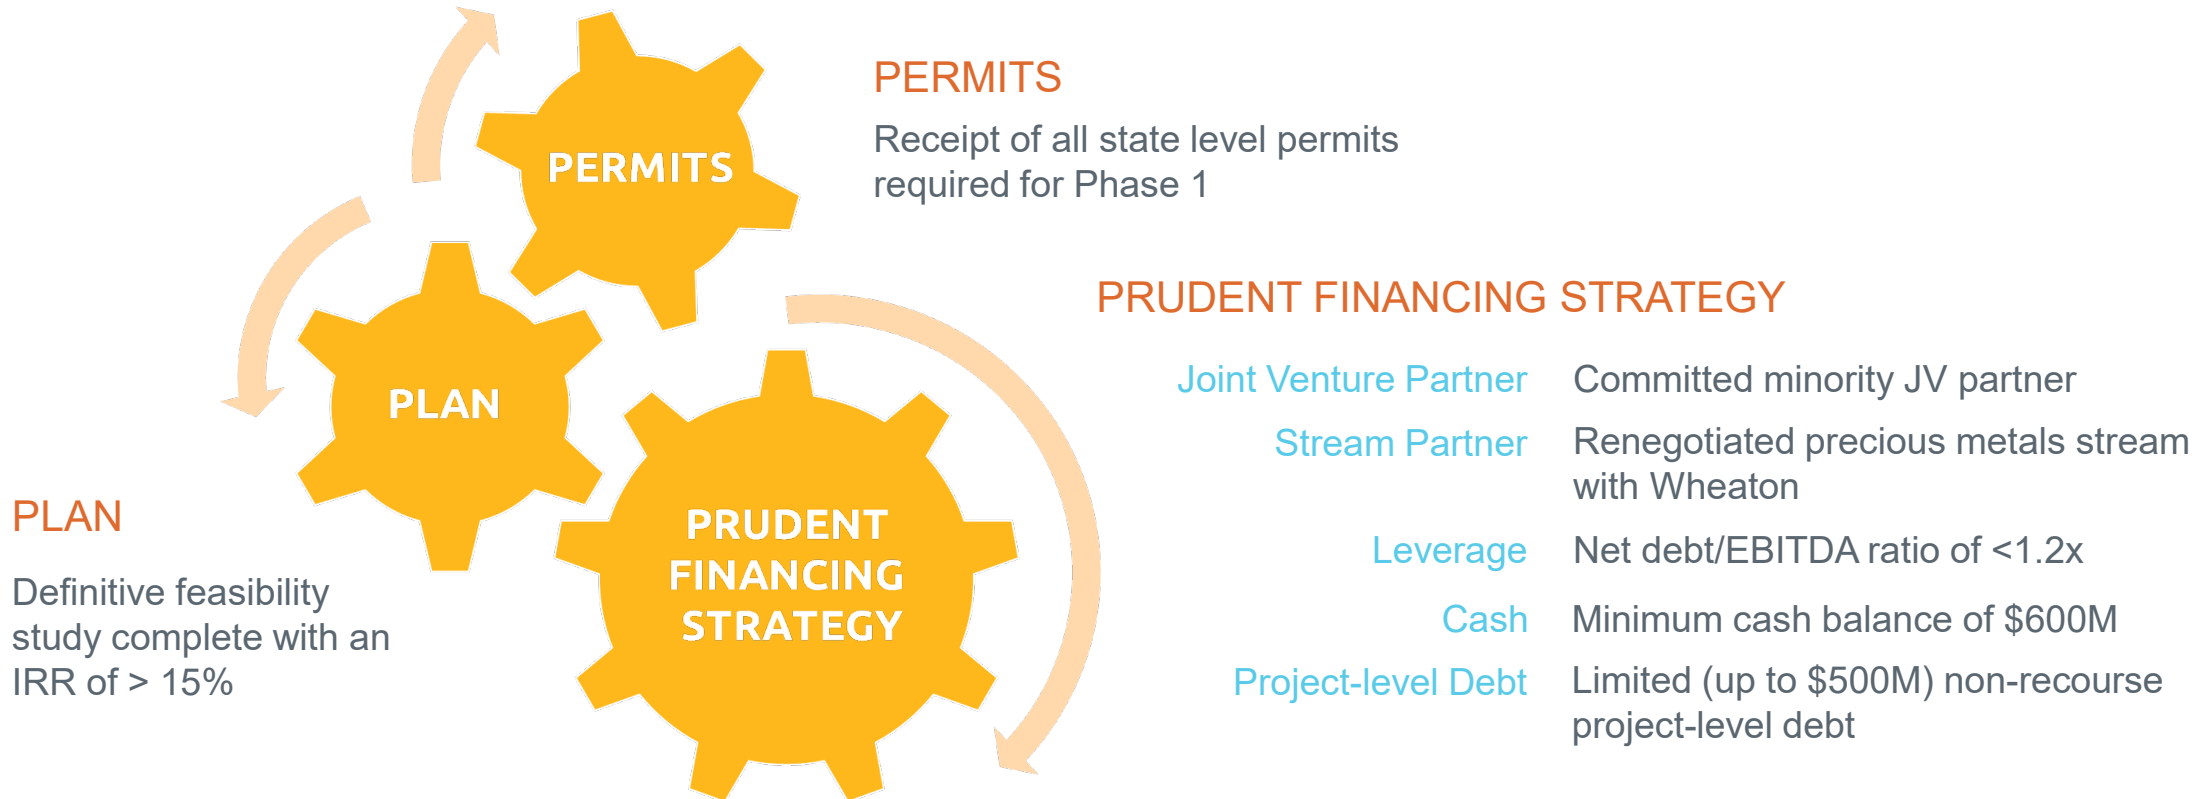 PERMITS
PERMITS
Receipt of all state level permits
required for Phase 1
PLAN
PLAN
Definitive feasibility
study complete with an
IRR of > 15%
PRUDENT
FINANCING
STRATEGY
PRUDENT FINANCING STRATEGY
Joint Venture Partner Committed minority JV partner
Stream Partner Renegotiated precious metals stream
with Wheaton
Leverage Net debt/EBITDA ratio of <1.2x
Cash Minimum cash balance of $600M
Project-level Debt Limited (up to $500M) non-recourse
project-level debt